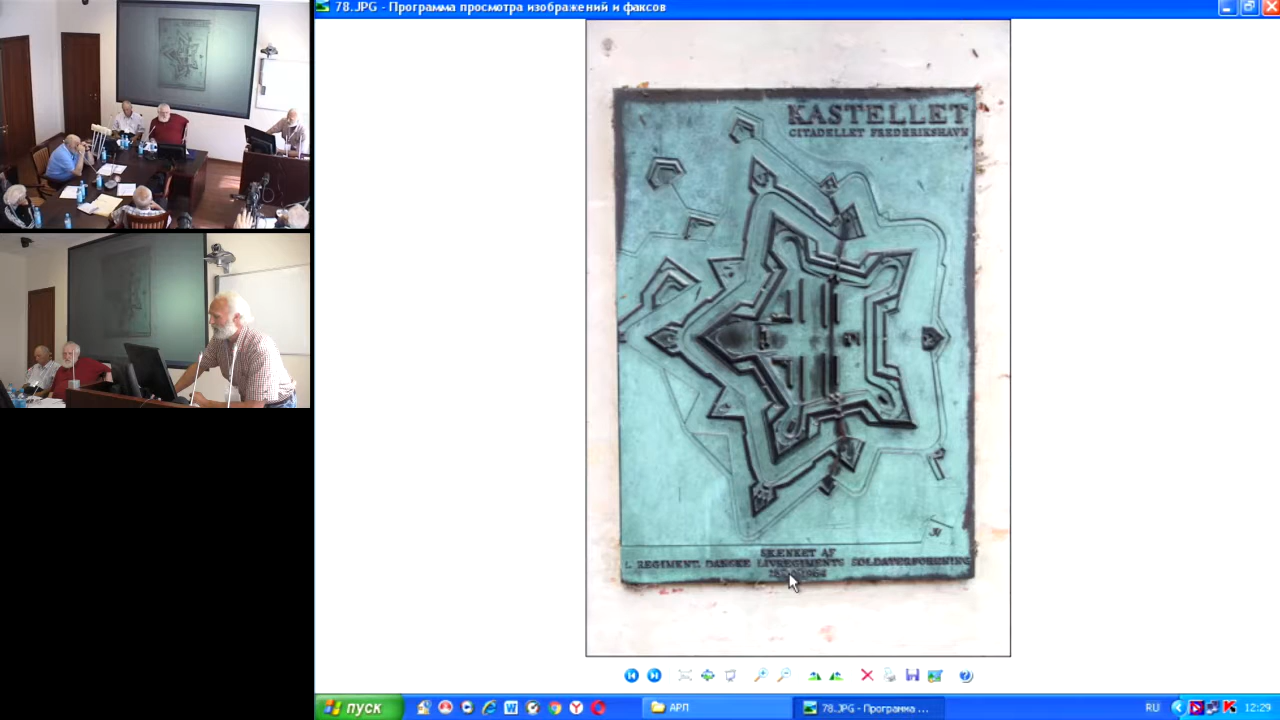 78.JPG - Программа просмотра изображений и факсов
KASTELLET
CITADELLET FREDERIKSHAVN
SKÆNKET AF
1. REGIMENT. DANSKE LIVREGIMENTS SOLDATERFORENING
пуск
АРП
78.JPG - Программа ...
RU
12:29